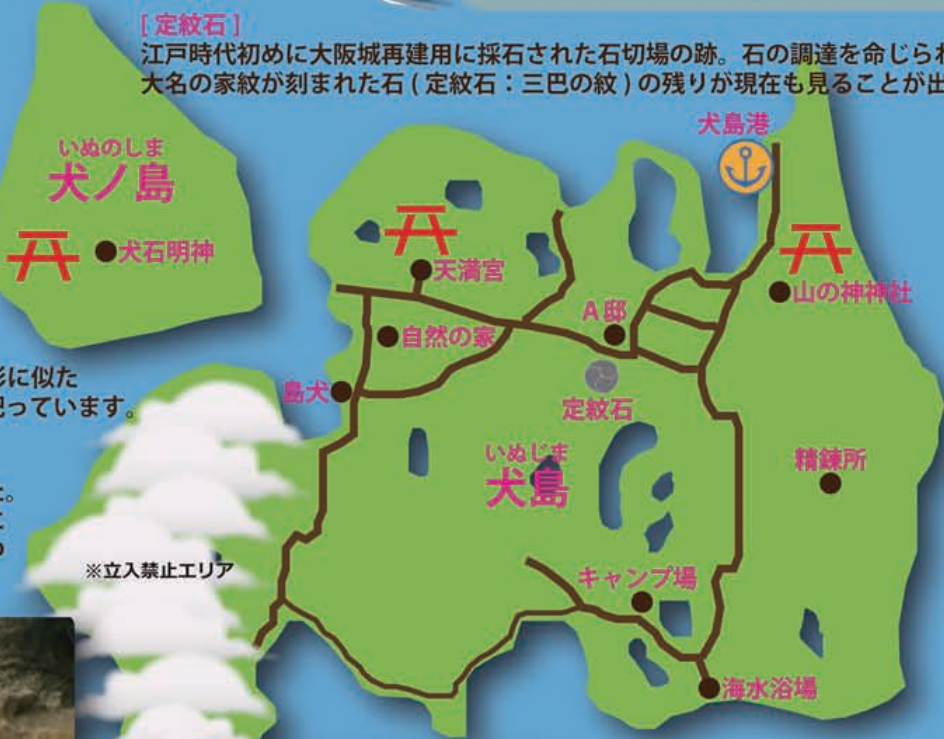 [ 定紋石 ]
江戸時代初めに大阪城再建用に採石された石切場の跡。石の調達を命じられ
大名の家紋が刻まれた石 ( 定紋石：三巴の紋 ) の残りが現在も見ることが出
犬島港
いぬのしま
犬ノ島
犬石明神
天満宮
山の神神社
A邸
自然の家
形に似た
祀っています。
島犬
定紋石
いぬじま
犬島
精錬所
た。
※立入禁止エリア
キャンプ場
海水浴場